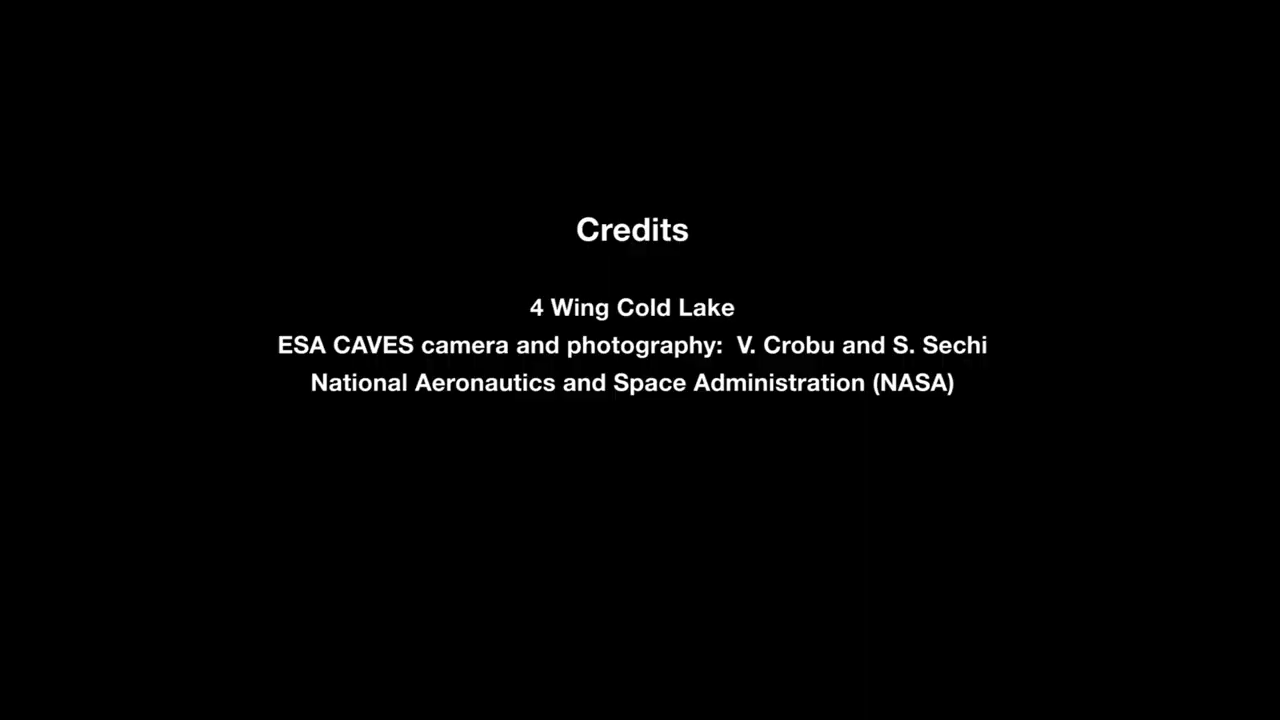 Credits
4 Wing Cold Lake
ESA CAVES camera and photography: V. Crobu and S. Sechi
National Aeronautics and Space Administration (NASA)